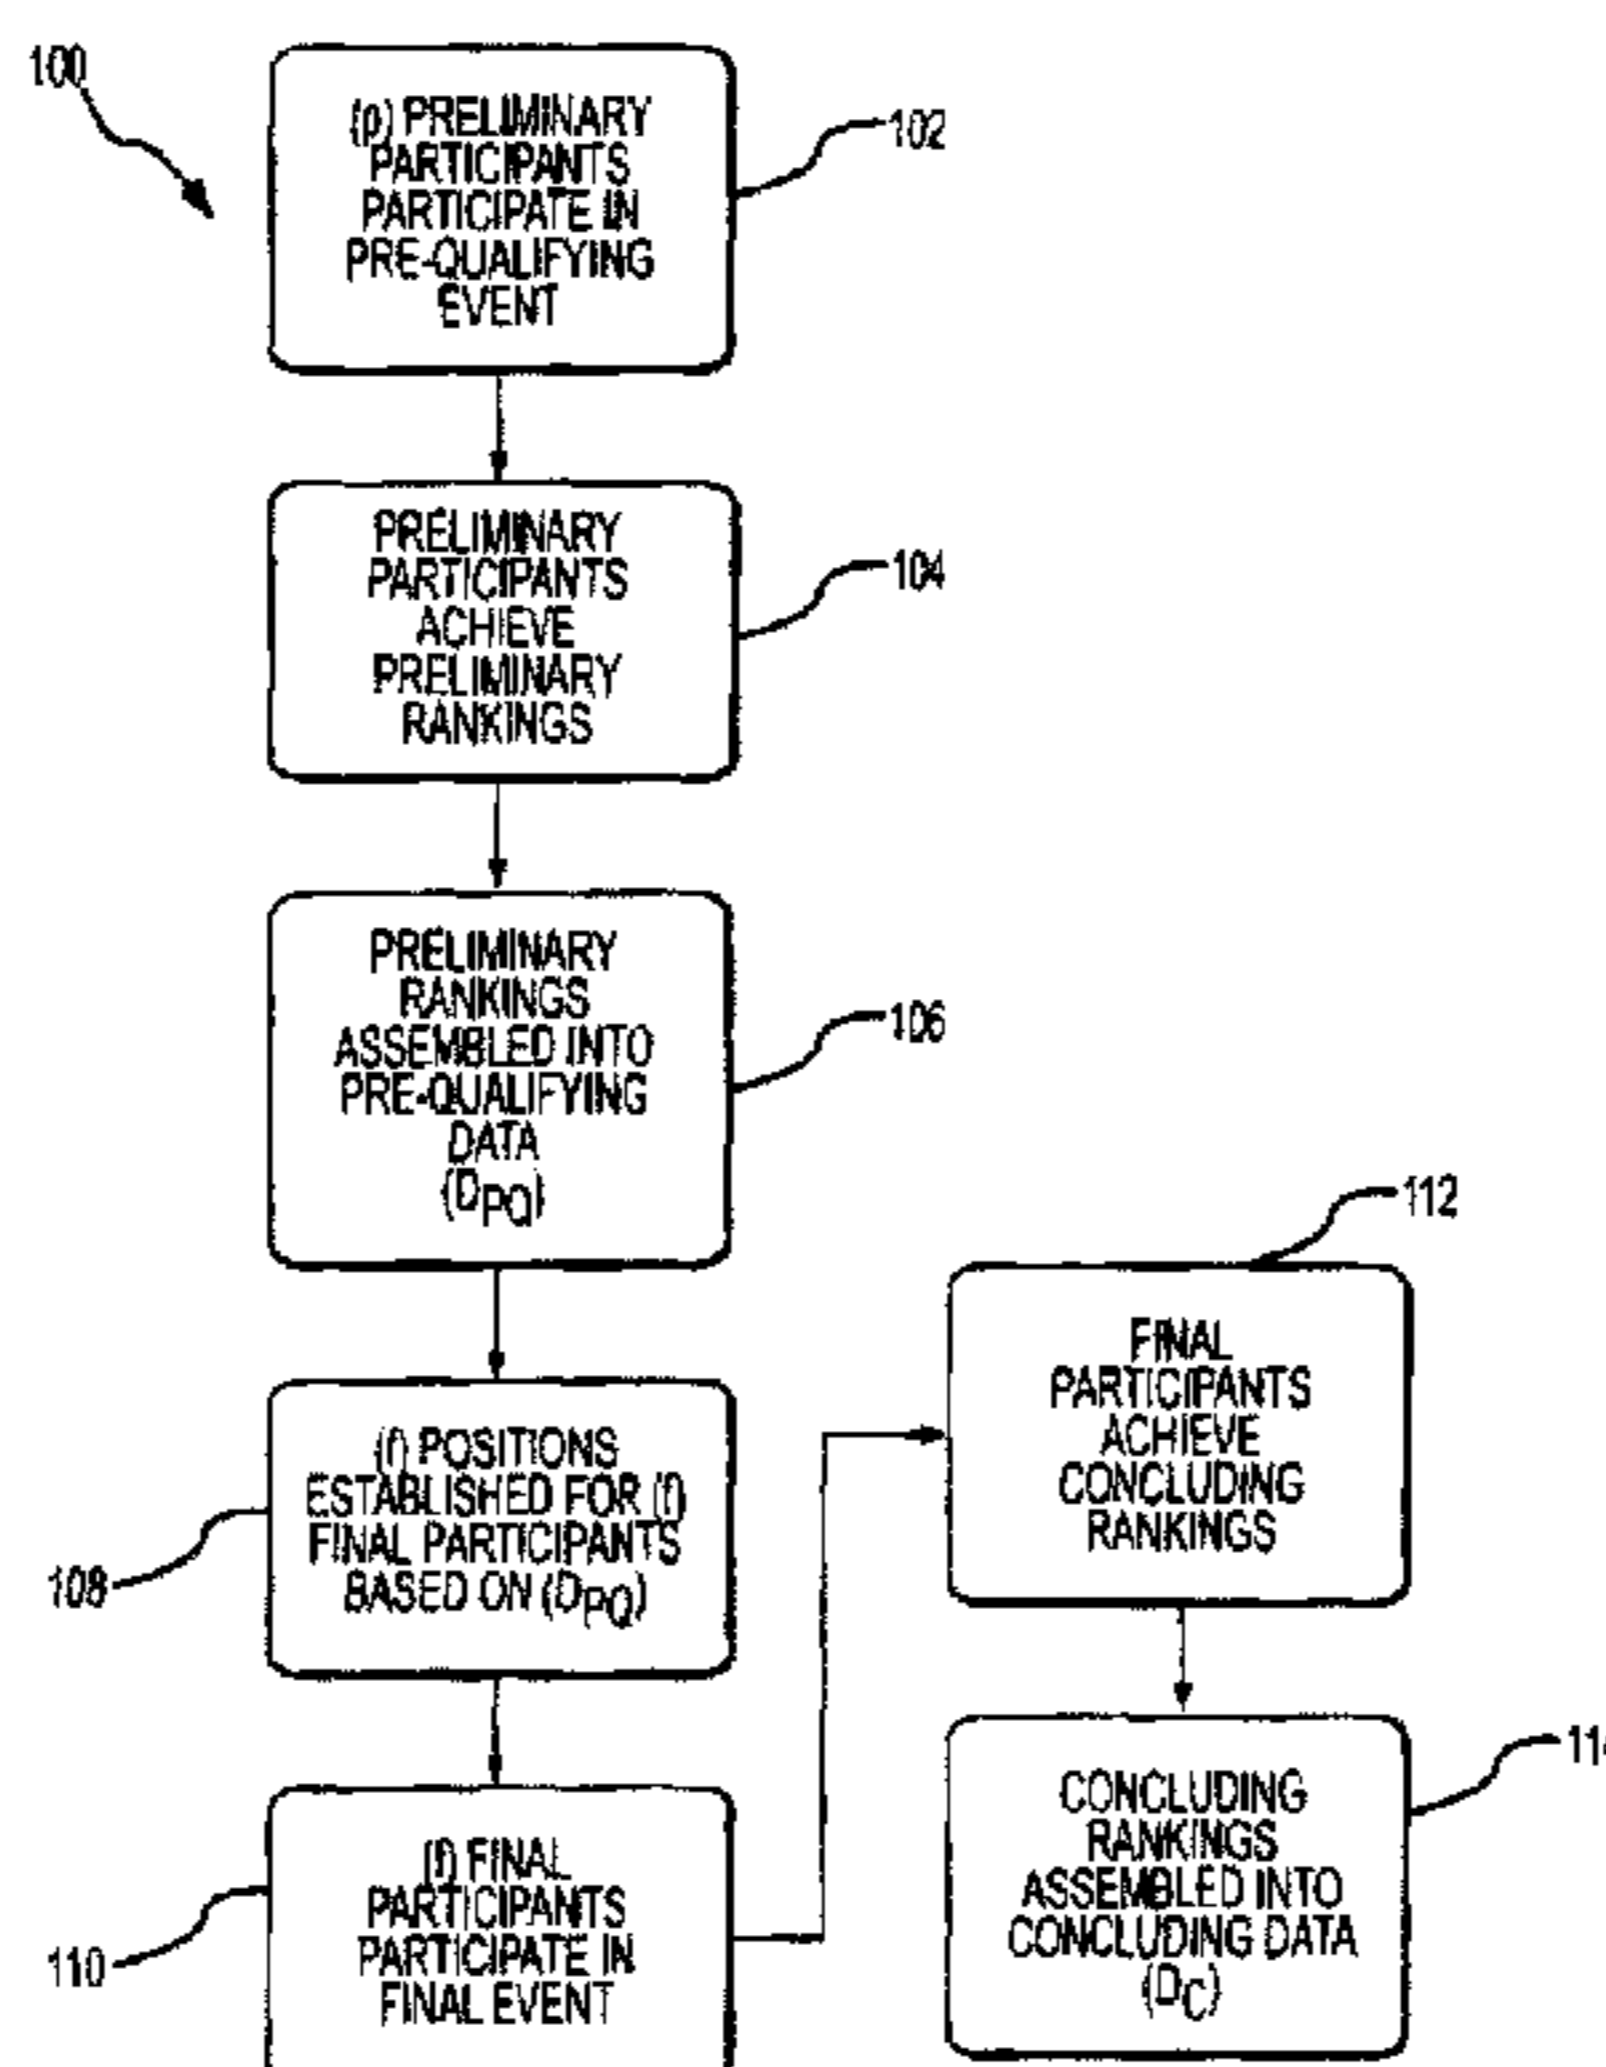 100
(p) PRELIMINARY
PARTICIPANTS
PARTICIPATE IN
PRE-QUALIFYING
EVENT
102
PRELIMINARY
PARTICIPANTS
ACHIEVE
PRELIMINARY
RANKINGS
104
PRELIMINARY
RANKINGS
ASSEMBLED INTO
PRE-QUALIFYING
DATA
(DPQ)
106
(f) POSITIONS
ESTABLISHED FOR (f)
FINAL PARTICIPANTS
BASED ON (DPQ)
108
(f) FINAL
PARTICIPANTS
PARTICIPATE IN
FINAL EVENT
110
112
FINAL
PARTICIPANTS
ACHIEVE
CONCLUDING
RANKINGS
CONCLUDING
RANKINGS
ASSEMBLED INTO
CONCLUDING DATA
(DC)